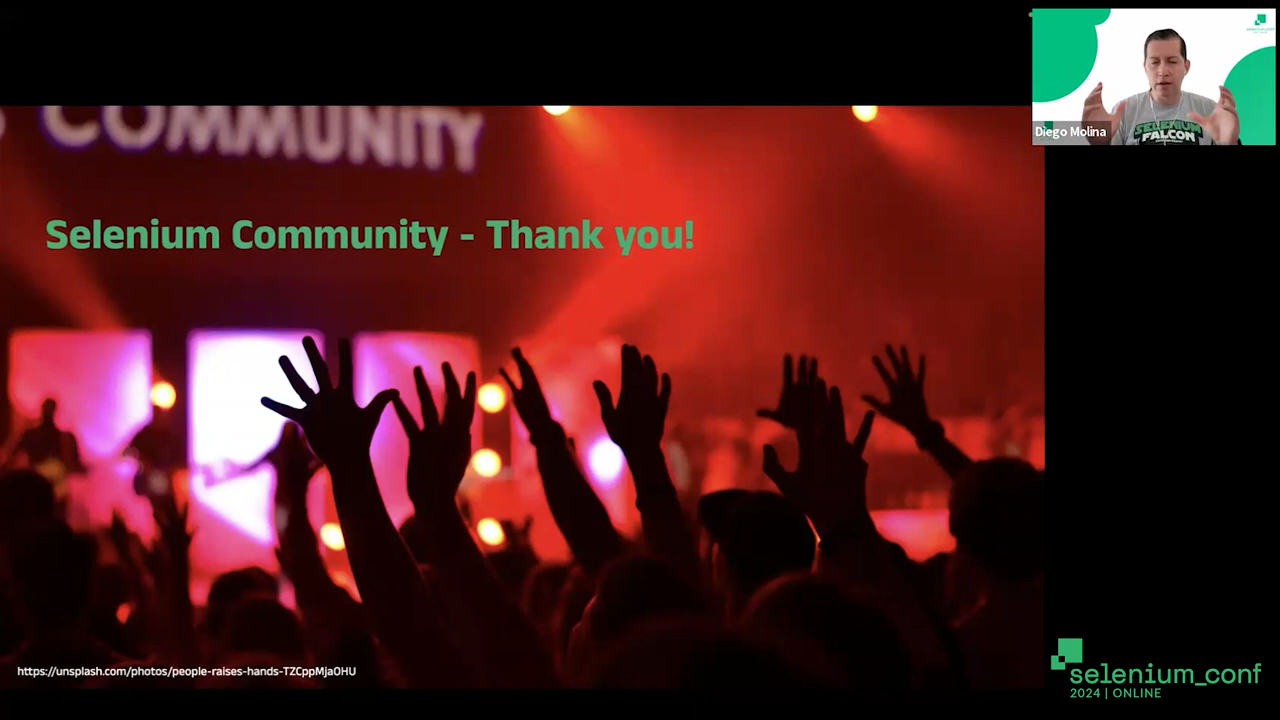 COMMUNITY
Selenium Community - Thank you!
https://unsplash.com/photos/people-raises-hands-TZCppMjaOHU
Diego Molina
SELENIUM
FALCON
selenium_conf
2024 | ONLINE